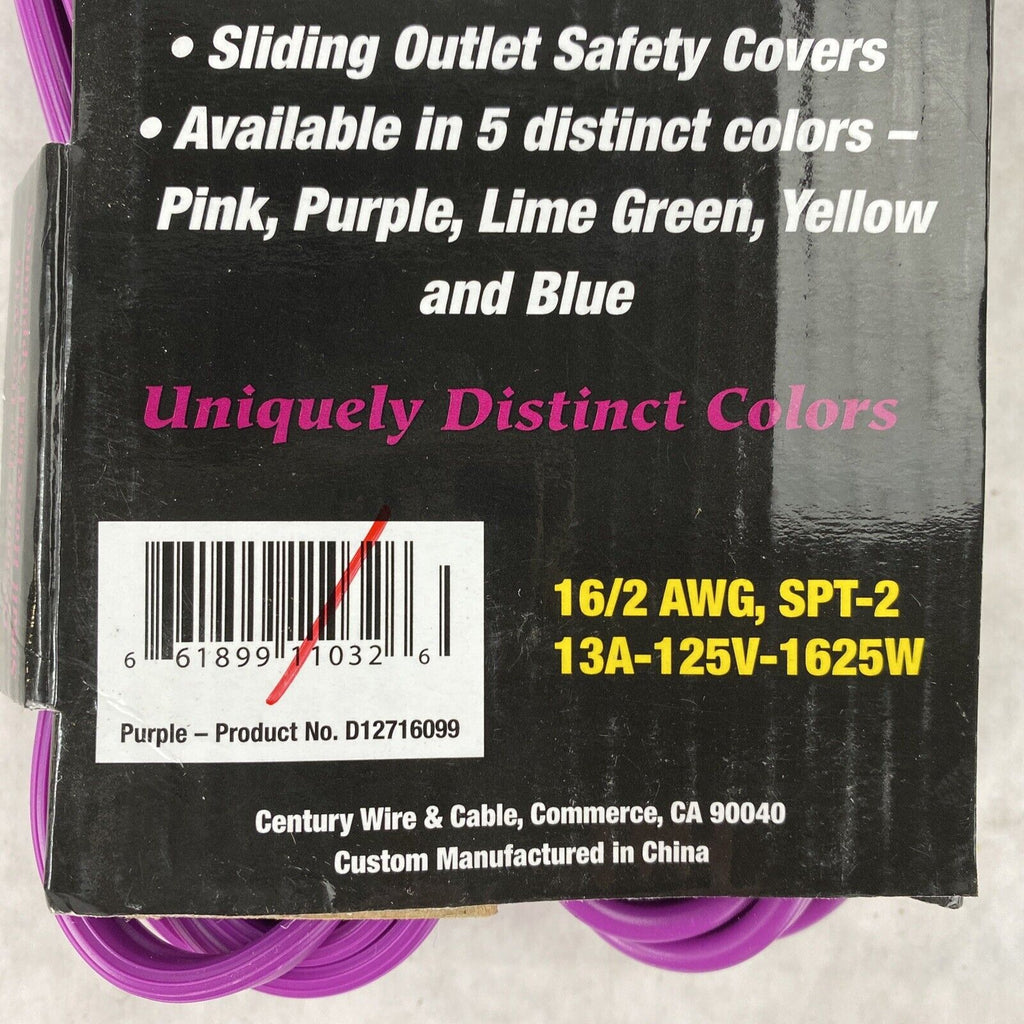 • Sliding Outlet Safety Covers
• Available in 5 distinct colors –
Pink, Purple, Lime Green, Yellow
and Blue
Uniquely Distinct Colors
16/2 AWG, SPT-2
13A-125V-1625W
6 61899 11032 6
Purple – Product No. D12716099
Century Wire & Cable, Commerce, CA 90040
Custom Manufactured in China